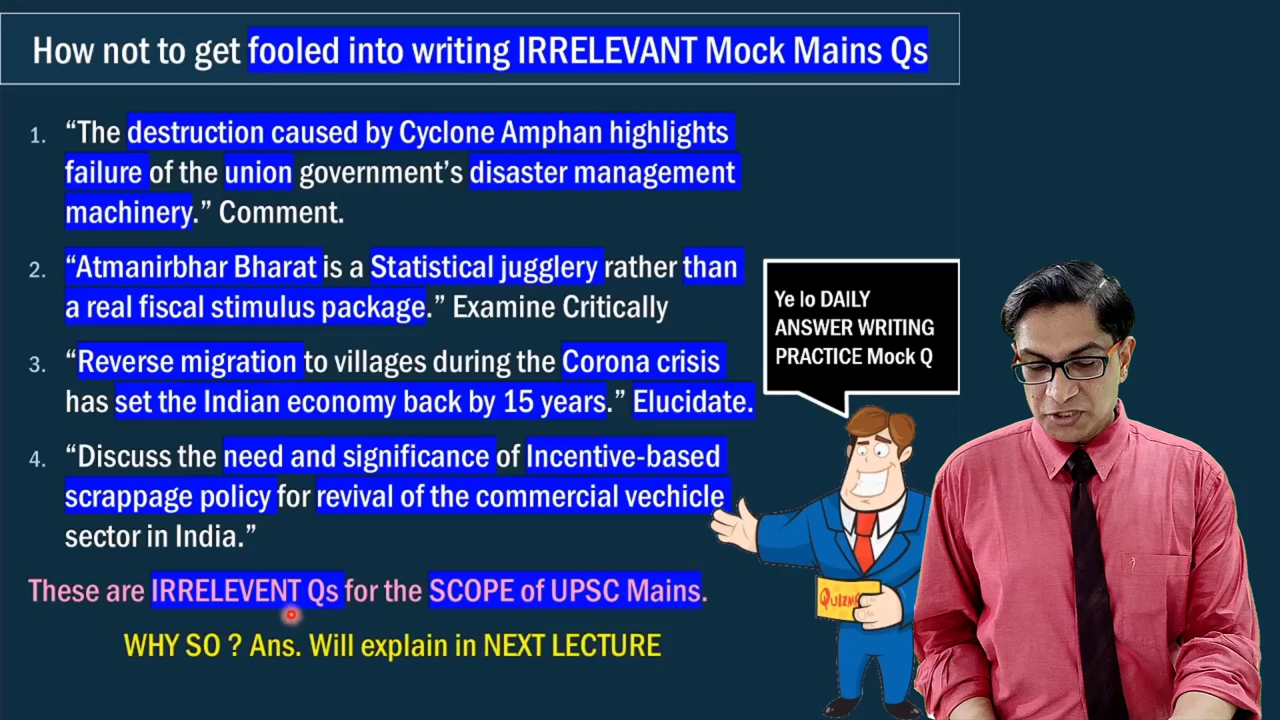 How not to get fooled into writing IRRELEVANT Mock Mains Qs
1. “The destruction caused by Cyclone Amphan highlights
failure of the union government’s disaster management
machinery.” Comment.
2. “Atmanirbhar Bharat is a Statistical jugglery rather than
a real fiscal stimulus package.” Examine Critically
3. “Reverse migration to villages during the Corona crisis
has set the Indian economy back by 15 years.” Elucidate.
4. “Discuss the need and significance of Incentive-based
scrappage policy for revival of the commercial vechicle
sector in India.”
These are IRRELEVENT Qs for the SCOPE of UPSC Mains.
WHY SO ? Ans. Will explain in NEXT LECTURE
Ye lo DAILY
ANSWER WRITING
PRACTICE Mock Q